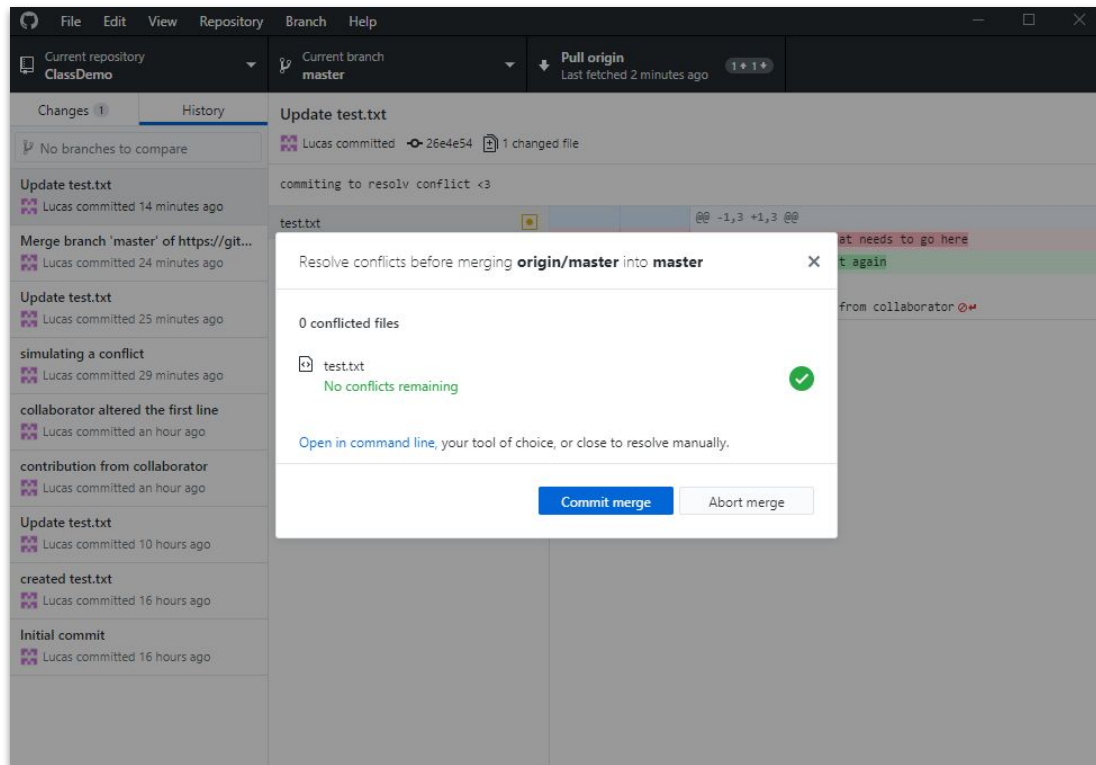 File Edit View Repository Branch Help
Current repository
ClassDemo
Current branch
master
Pull origin
Last fetched 2 minutes ago
1 1
Changes 1 History
No branches to compare
Update test.txt
Lucas committed 14 minutes ago
Merge branch 'master' of https://git...
Lucas committed 24 minutes ago
Update test.txt
Lucas committed 25 minutes ago
simulating a conflict
Lucas committed 29 minutes ago
collaborator altered the first line
Lucas committed an hour ago
contribution from collaborator
Lucas committed an hour ago
Update test.txt
Lucas committed 10 hours ago
created test.txt
Lucas committed 16 hours ago
Initial commit
Lucas committed 16 hours ago
Update test.txt
Lucas committed 26e4e54 1 changed file
commiting to resolv conflict <3
test.txt
@@ -1,3 +1,3 @@
at needs to go here
t again
from collaborator
Resolve conflicts before merging origin/master into master
0 conflicted files
test.txt
No conflicts remaining
Open in command line, your tool of choice, or close to resolve manually.
Commit merge Abort merge